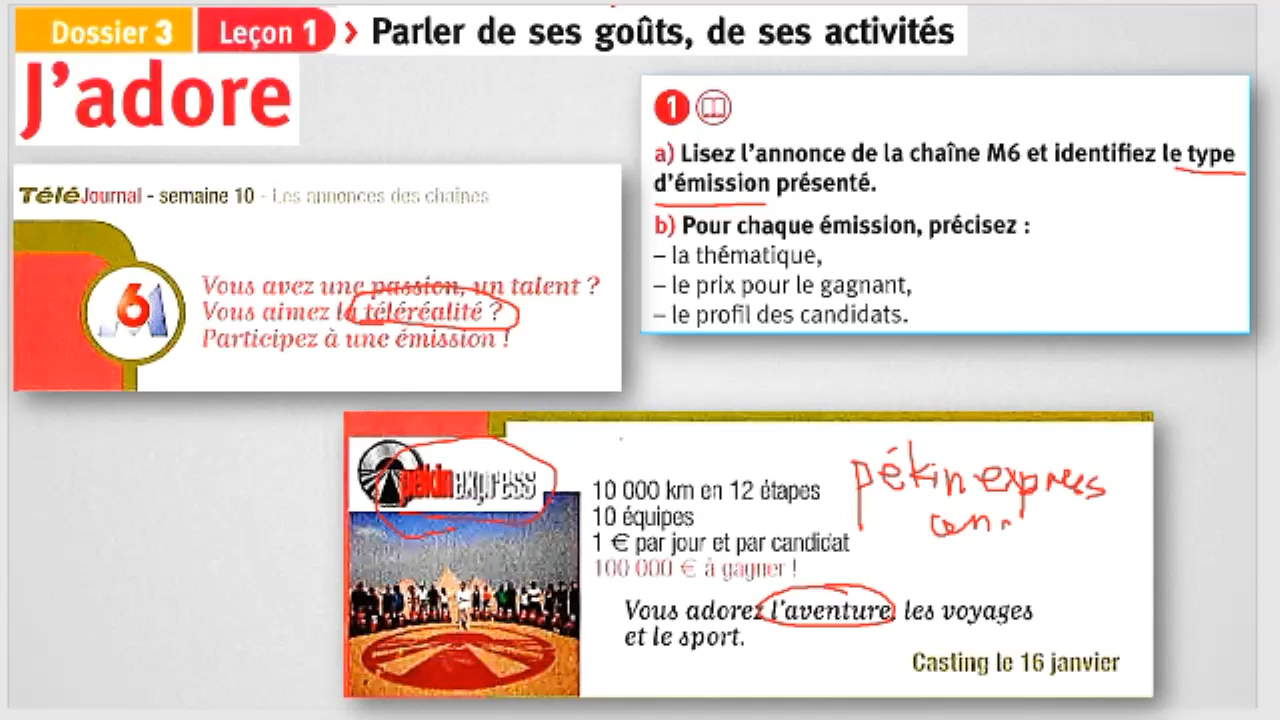 Dossier 3 Leçon 1 > Parler de ses goûts, de ses activités
J'adore
TéléJournal - semaine 10 - Les annonces des chaînes
M6
Vous avez une passion, un talent ?
Vous aimez la téléréalité ?
Participez à une émission !
1
a) Lisez l'annonce de la chaîne M6 et identifiez le type
d'émission présenté.
b) Pour chaque émission, précisez :
– la thématique,
– le prix pour le gagnant,
– le profil des candidats.
pékinexpress
10 000 km en 12 étapes
10 équipes
1 € par jour et par candidat
100 000 € à gagner !
Vous adorez l'aventure, les voyages
et le sport.
Casting le 16 janvier
pékin express